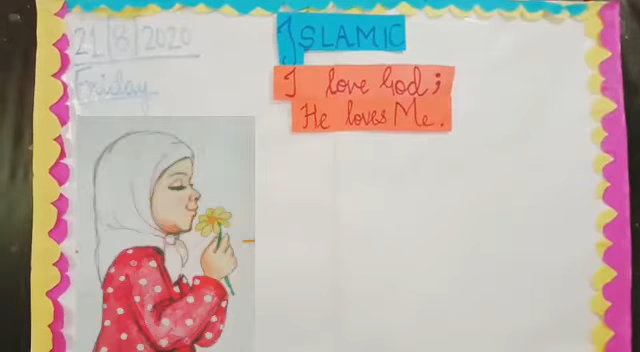 21/8/2020
Friday
ISLAMIC
I love God;
He loves Me.